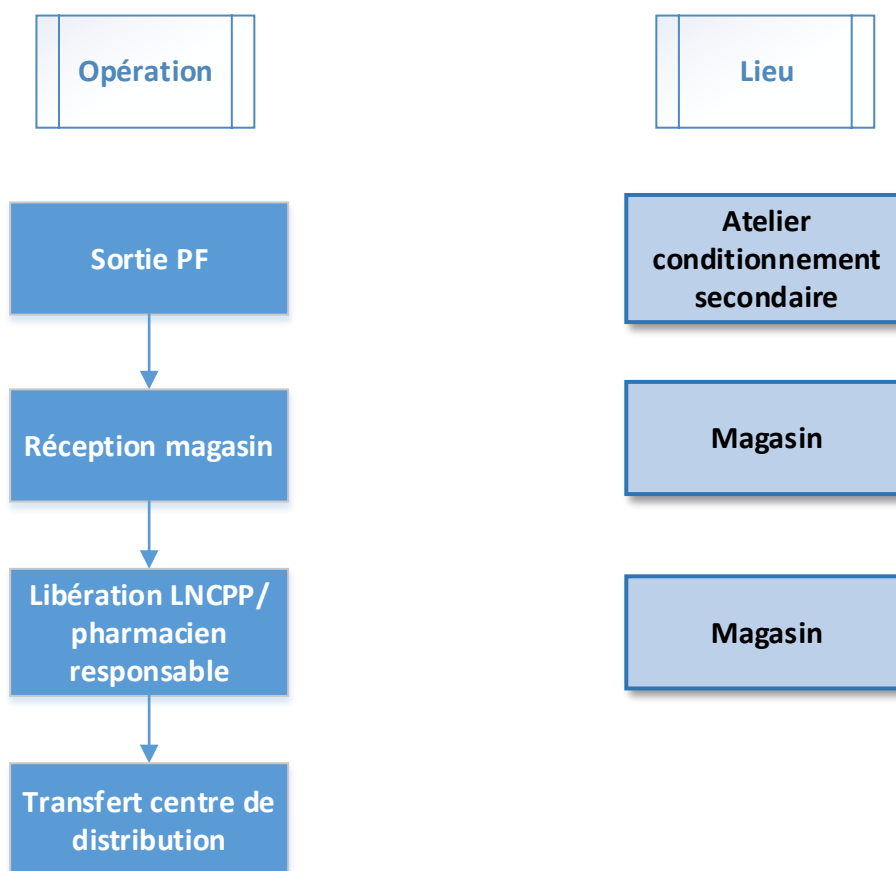 Opération
Lieu
Sortie PF
Atelier
conditionnement
secondaire
Réception magasin
Magasin
Libération LNCPP/
pharmacien
responsable
Magasin
Transfert centre de
distribution